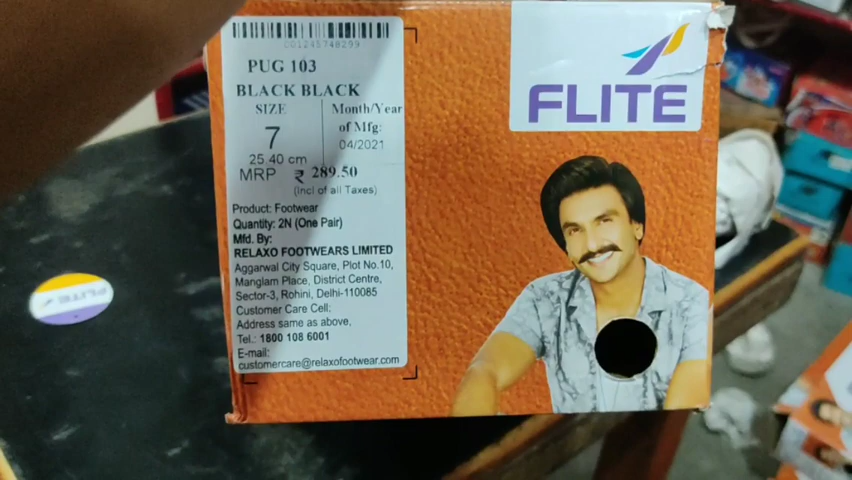 001245748299
PUG 103
BLACK BLACK
SIZE
7
25.40 cm
Month/Year
of Mfg:
04/2021
MRP ₹ 289.50
(Incl of all Taxes)
Product: Footwear
Quantity: 2N (One Pair)
Mfd. By:
RELAXO FOOTWEARS LIMITED
Aggarwal City Square, Plot No.10,
Manglam Place, District Centre,
Sector-3, Rohini, Delhi-110085
Customer Care Cell:
Address same as above,
Tel.: 1800 108 6001
E-mail:
customercare@relaxofootwear.com
FLITE